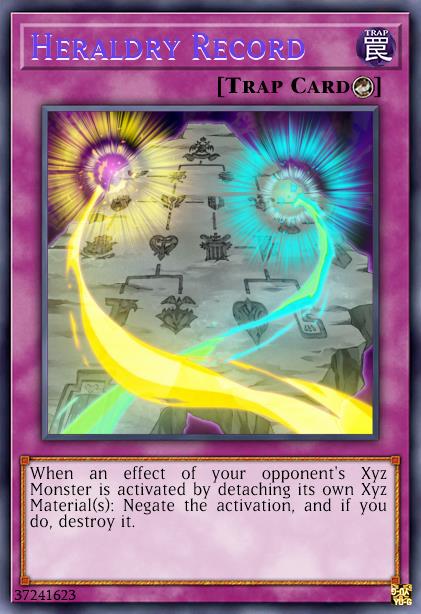 Heraldry Record
TRAP
罠
[Trap Card]
When an effect of your opponent's Xyz
Monster is activated by detaching its own Xyz
Material(s): Negate the activation, and if you
do, destroy it.
37241623